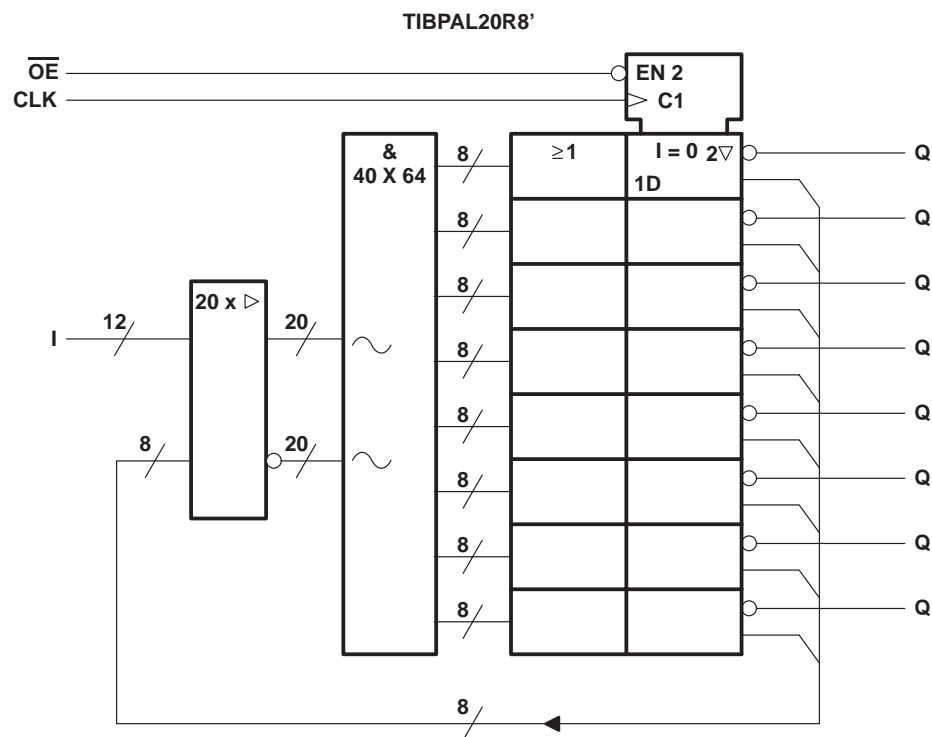 TIBPAL20R8’
OE
EN 2
CLK
C1
&
40 X 64
8
≥1
I = 0 2▽
1D
Q
8
Q
8
Q
20 x ▷
I
12
20
8
Q
8
20
8
Q
8
Q
8
Q
8
Q
8